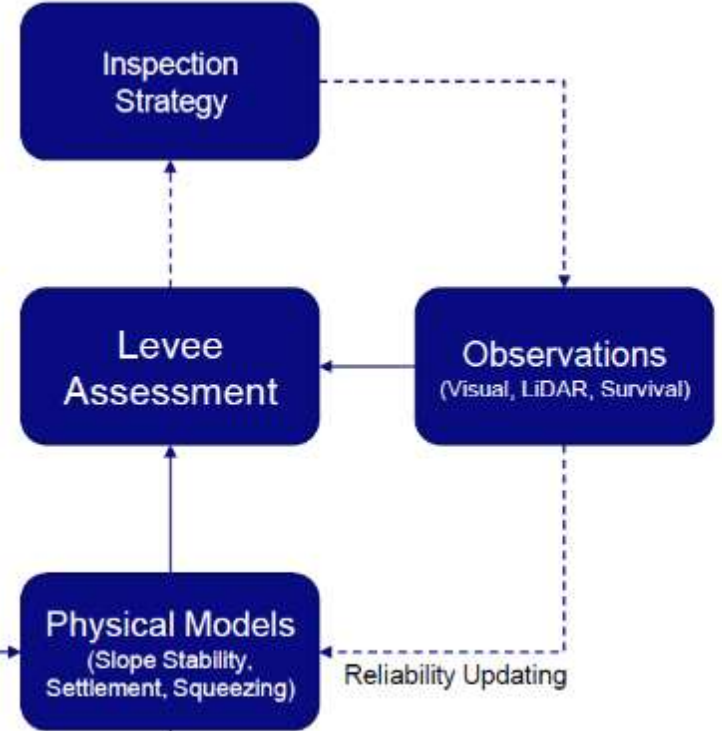 Inspection
Strategy
Levee
Assessment
Observations
(Visual, LiDAR, Survival)
Physical Models
(Slope Stability,
Settlement, Squeezing)
Reliability Updating